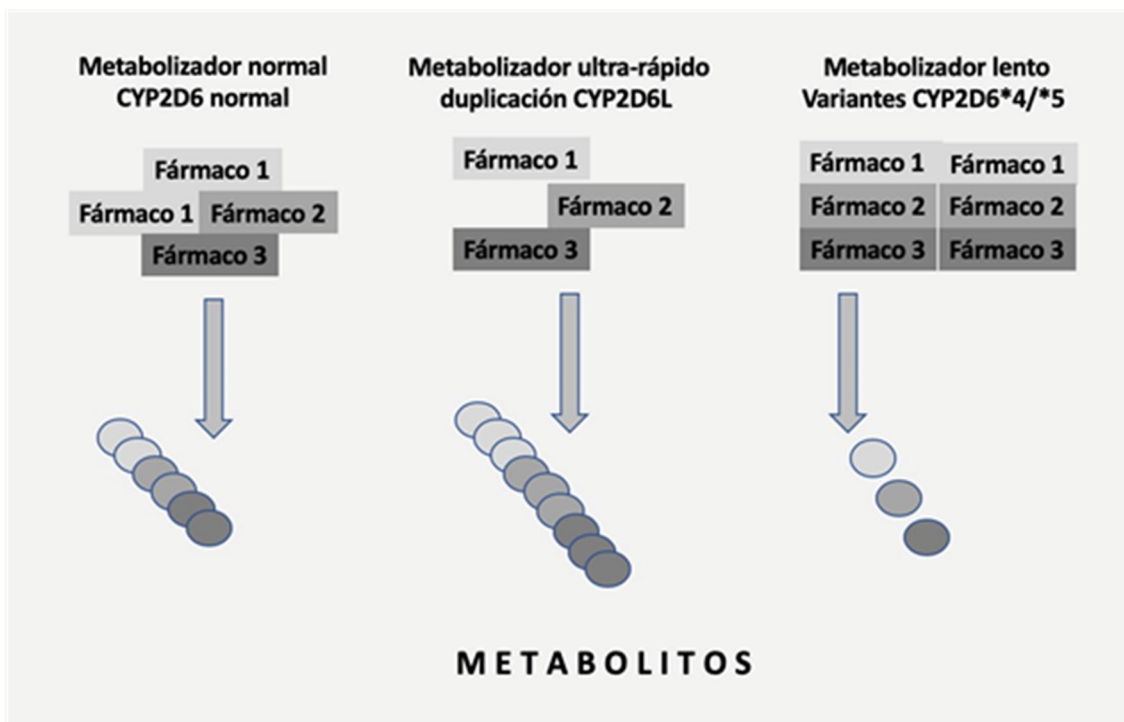 Metabolizador normal
CYP2D6 normal
Fármaco 1
Fármaco 1
Fármaco 2
Fármaco 3
Metabolizador ultra-rápido
duplicación CYP2D6L
Fármaco 1
Fármaco 2
Fármaco 3
Metabolizador lento
Variantes CYP2D6*4/*5
Fármaco 1
Fármaco 1
Fármaco 2
Fármaco 2
Fármaco 3
Fármaco 3
METABOLITOS